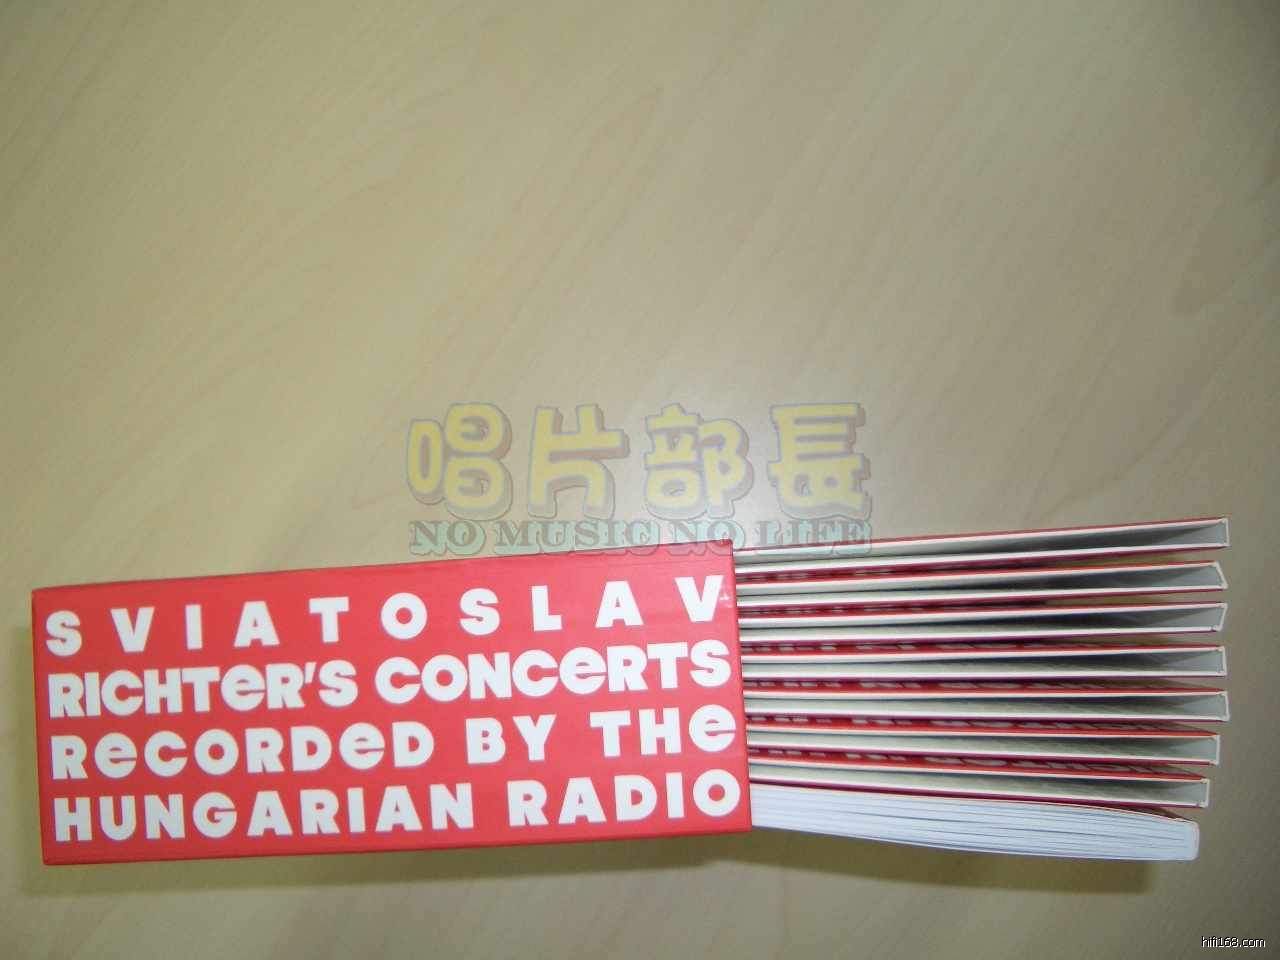 唱片部長
NO MUSIC NO LIFE
SVIATOSLAV
RICHTER'S CONCERTS
RECORDED BY THE
HUNGARIAN RADIO
hifi168.com